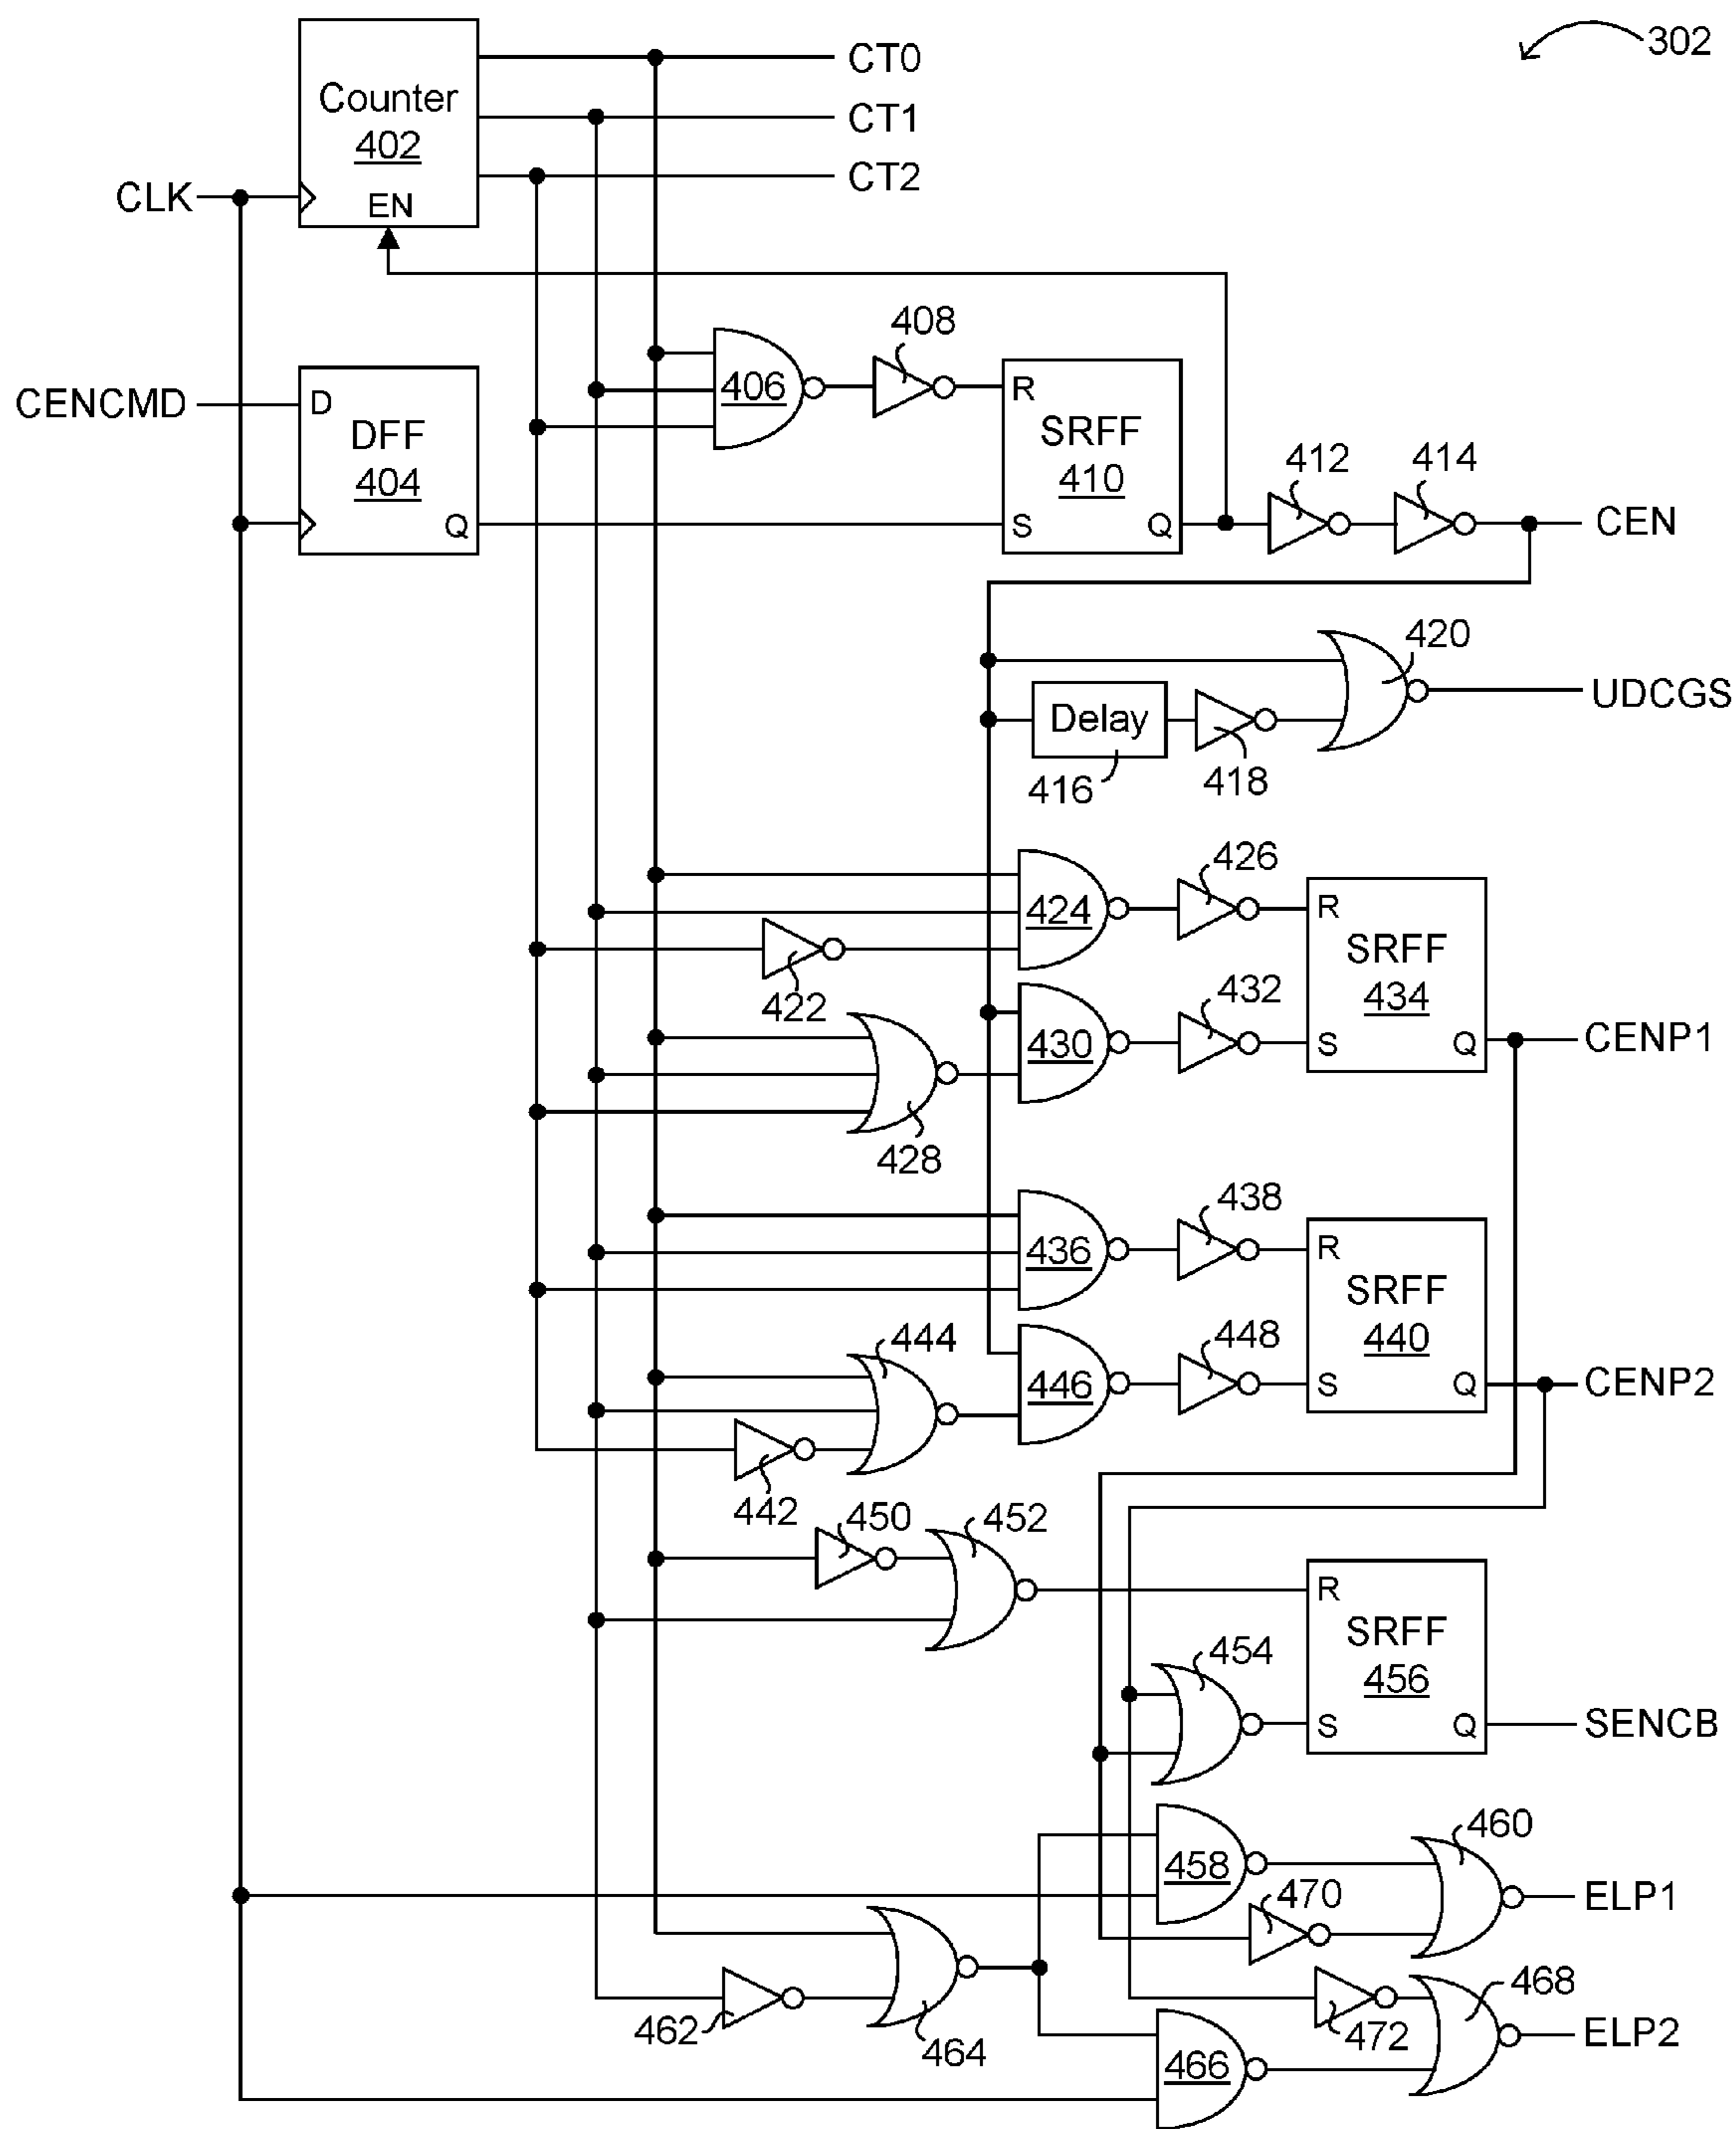 302
CT0
Counter
402
CT1
CT2
CLK
EN
408
406
R
SRFF
410
CENCMD
D
DFF
404
Q
S
Q
412
414
CEN
420
UDCGS
Delay
416
418
426
424
R
SRFF
434
422
432
430
S
Q
CENP1
428
438
436
R
SRFF
440
444
448
446
S
Q
CENP2
442
450
452
R
SRFF
456
454
S
Q
SENCB
460
458
470
ELP1
468
462
464
472
ELP2
466